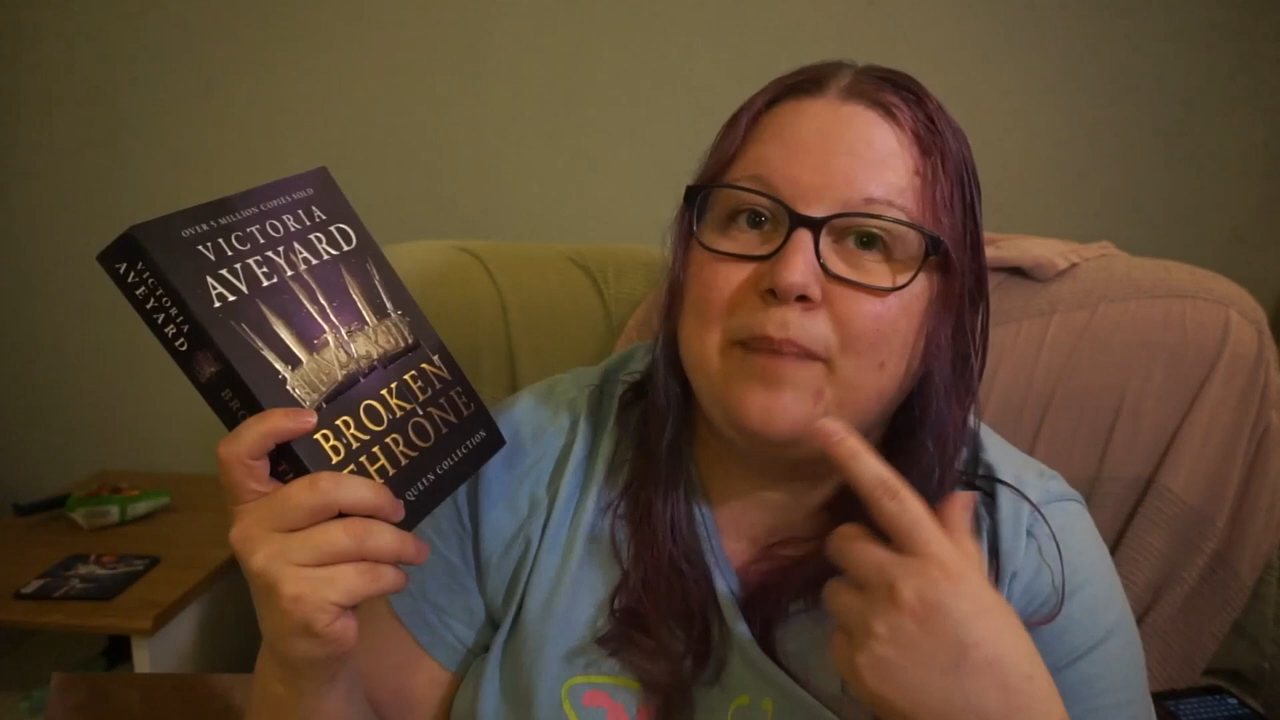 OVER 5 MILLION COPIES SOLD
VICTORIA
AVEYARD
BROKEN
THRONE
QUEEN COLLECTION
VICTORIA
AVEYARD